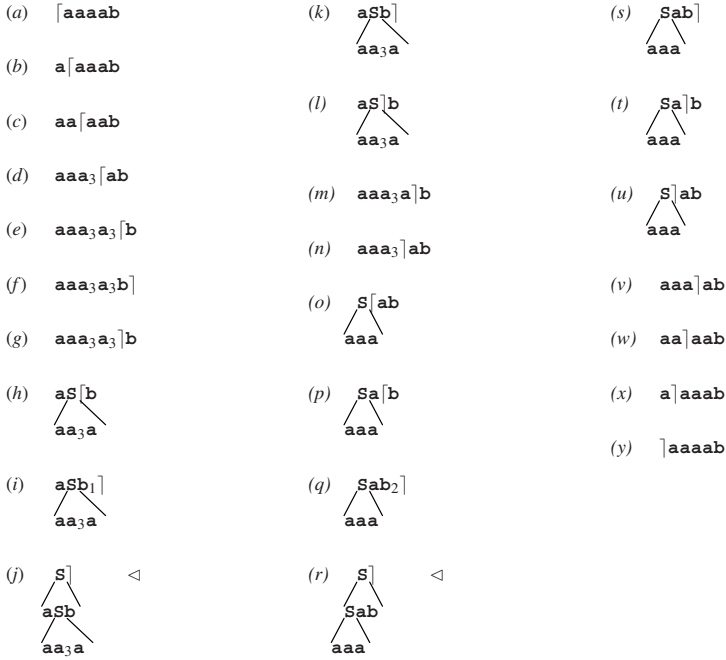 (a) ⌈aaaab
(b) a⌈aaab
(c) aa⌈aab
(d) aaa₃⌈ab
(e) aaa₃a₃⌈b
(f) aaa₃a₃b⌉
(g) aaa₃a₃⌉b
(h) aS⌈b
aa₃a
(i) aSb₁⌉
aa₃a
(j) S⌉ ◁
aSb
aa₃a
(k) aSb⌉
aa₃a
(l) aS⌉b
aa₃a
(m) aaa₃a⌉b
(n) aaa₃⌉ab
(o) S⌈ab
aaa
(p) Sa⌈b
aaa
(q) Sab₂⌉
aaa
(r) S⌉ ◁
Sab
aaa
(s) Sab⌉
aaa
(t) Sa⌉b
aaa
(u) S⌉ab
aaa
(v) aaa⌉ab
(w) aa⌉aab
(x) a⌉aaab
(y) ⌉aaaab